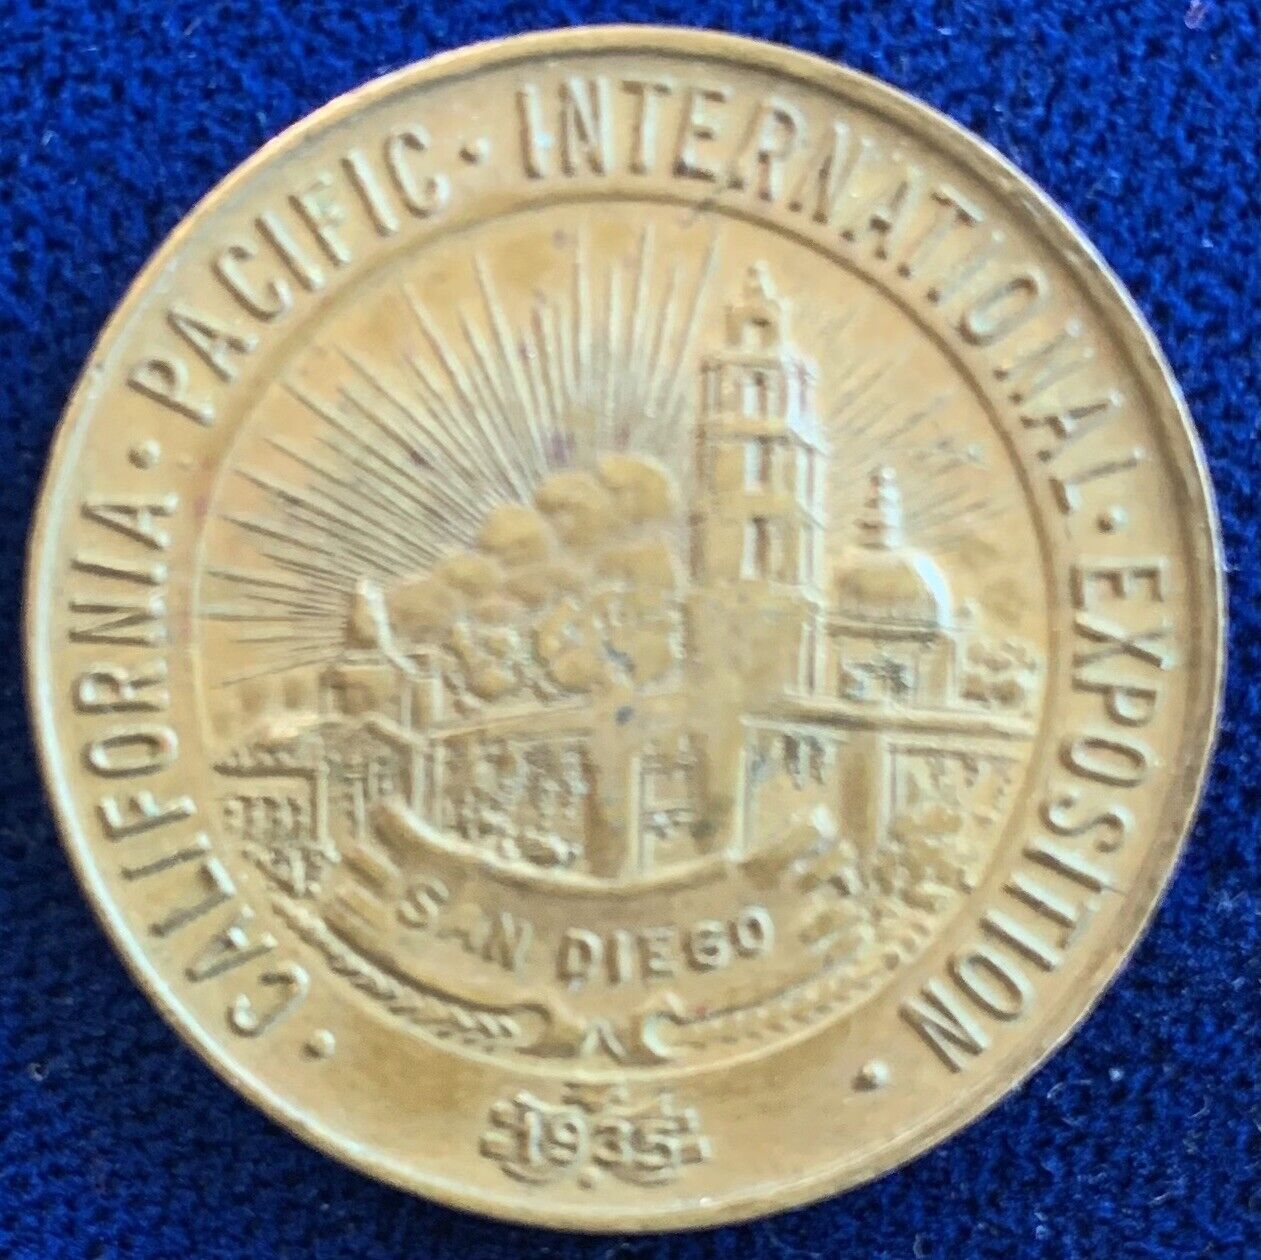 · CALIFORNIA · PACIFIC · INTERNATIONAL · EXPOSITION ·
SAN DIEGO
1935